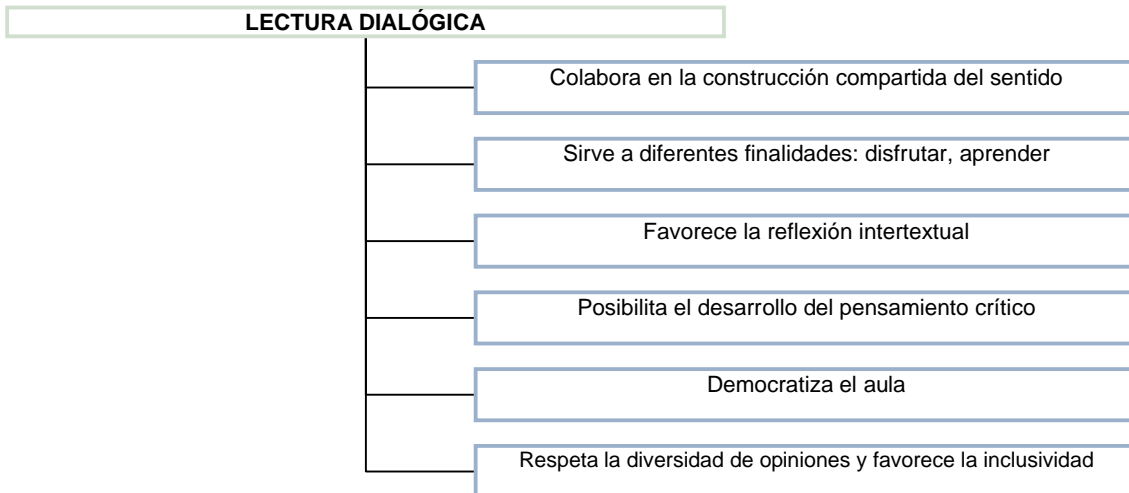 LECTURA DIALÓGICA
Colabora en la construcción compartida del sentido
Sirve a diferentes finalidades: disfrutar, aprender
Favorece la reflexión intertextual
Posibilita el desarrollo del pensamiento crítico
Democratiza el aula
Respeta la diversidad de opiniones y favorece la inclusividad